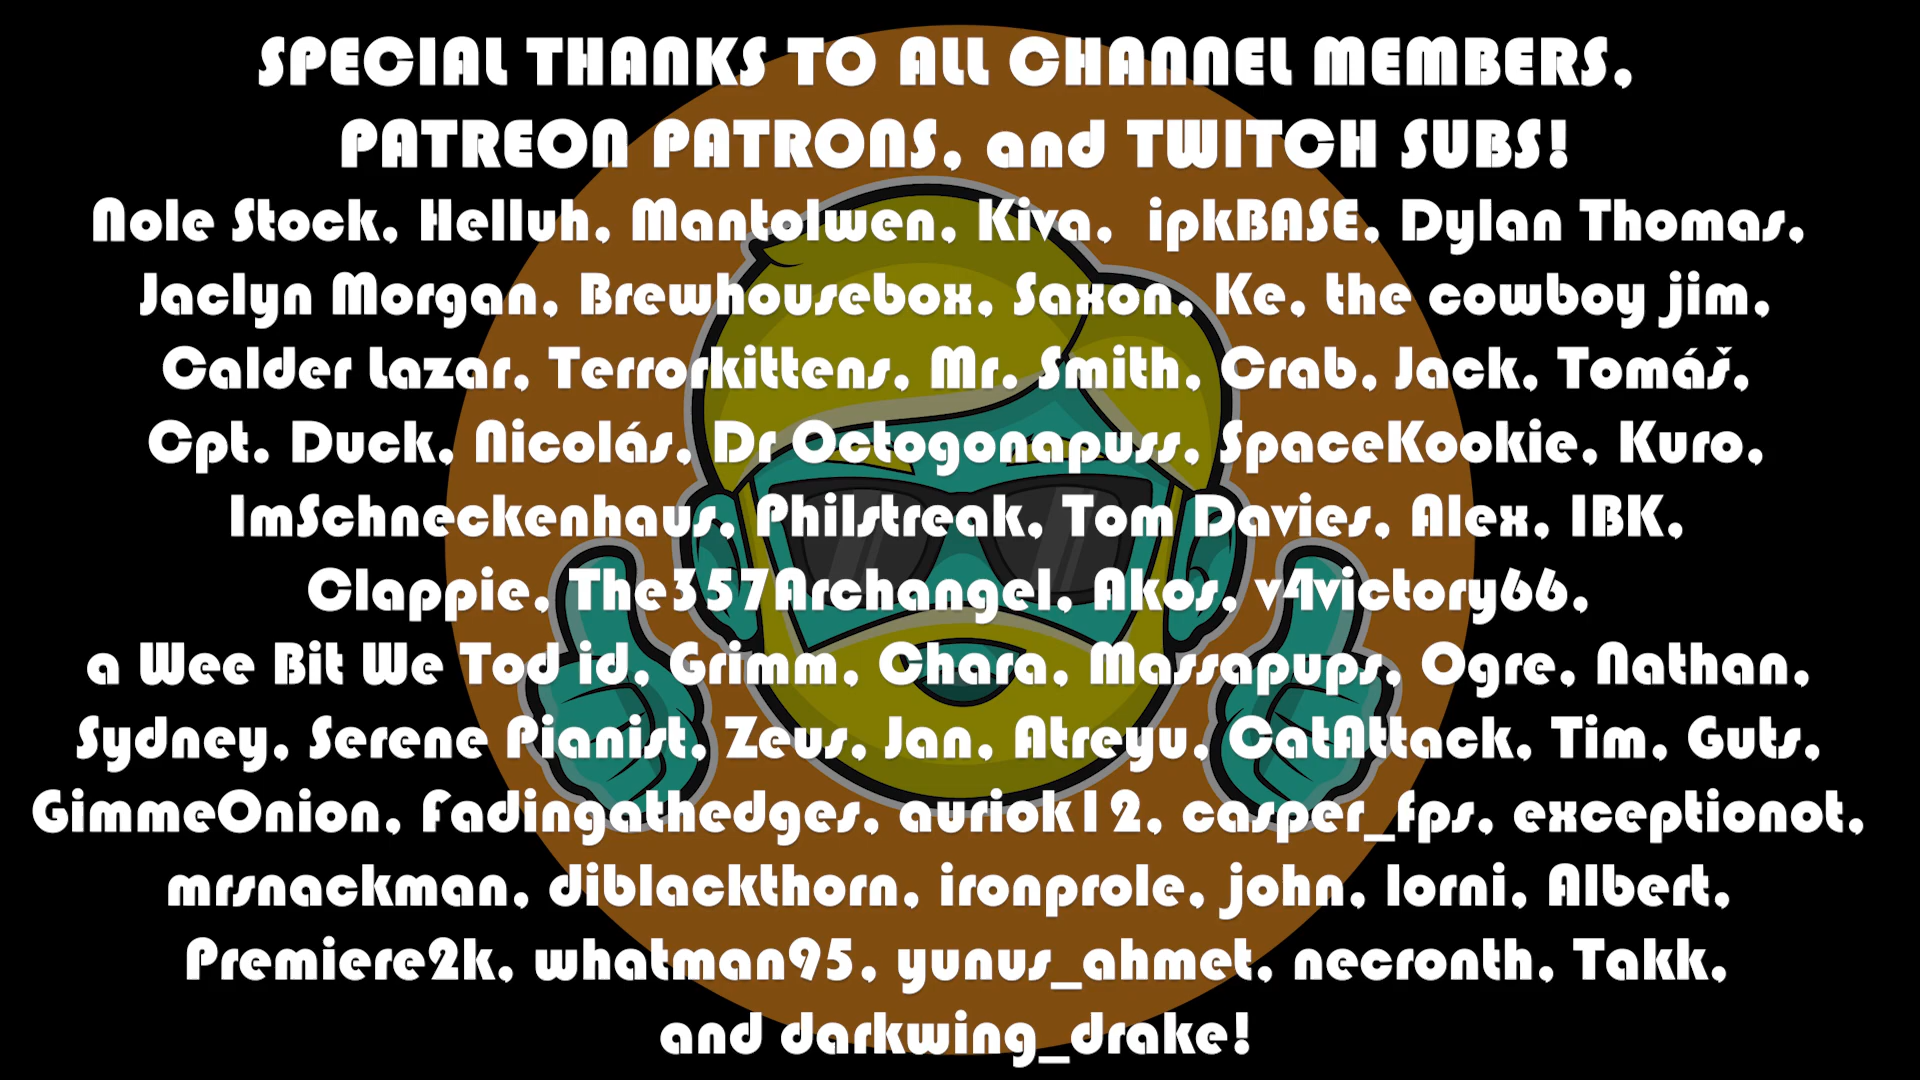 SPECIAL THANKS TO ALL CHANNEL MEMBERS,
PATREON PATRONS, and TWITCH SUBS!
Nole Stock, Helluh, Mantolwen, Kiva, ipkBASE, Dylan Thomas,
Jaclyn Morgan, Brewhousebox, Saxon, Ke, the cowboy jim,
Calder Lazar, Terrorkittens, Mr. Smith, Crab, Jack, Tomáš,
Cpt. Duck, Nicolás, Dr Octogonapuss, SpaceKookie, Kuro,
ImSchneckenhaus, Philstreak, Tom Davies, Alex, IBK,
Clappie, The357Archangel, Akos, v4victory66,
a Wee Bit We Tod id, Grimm, Chara, Massapups, Ogre, Nathan,
Sydney, Serene Pianist, Zeus, Jan, Atreyu, CatAttack, Tim, Guts,
GimmeOnion, Fadingathedges, auriok12, casper_fps, exceptionot,
mrsnackman, diblackthorn, ironprole, john, lorni, Albert,
Premiere2k, whatman95, yunus_ahmet, necronth, Takk,
and darkwing_drake!